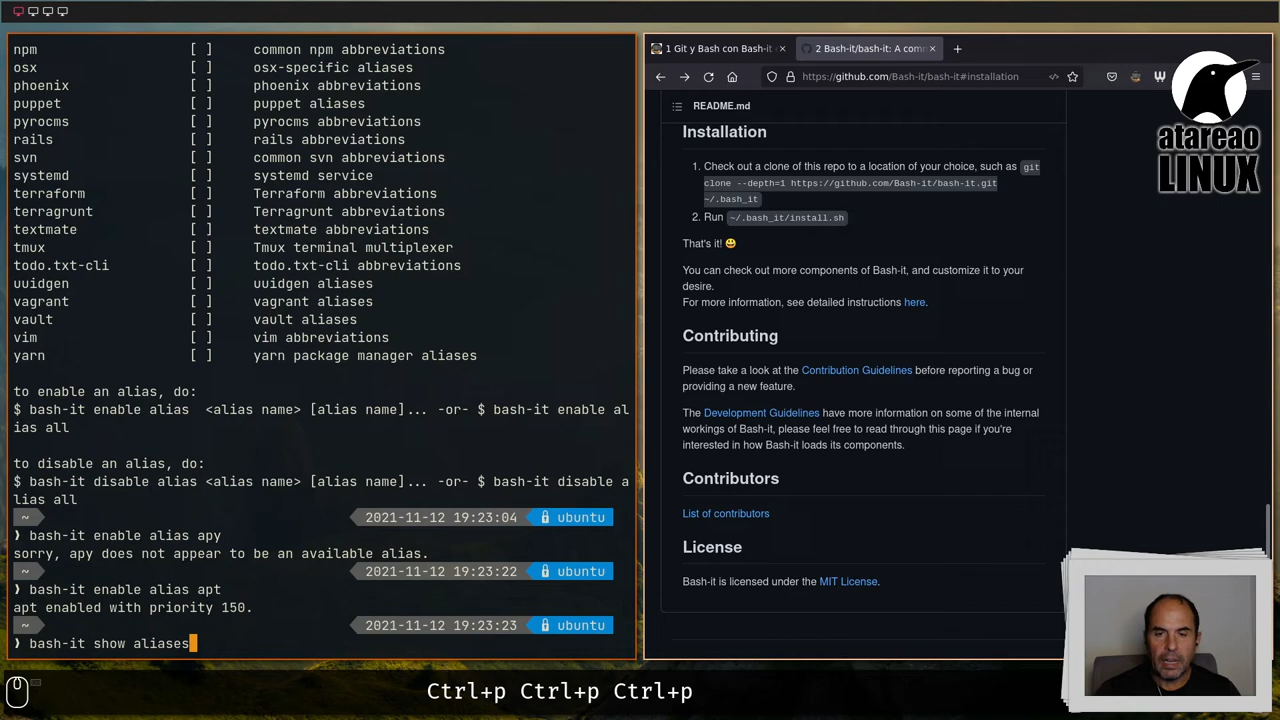 npm [ ] common npm abbreviations
osx [ ] osx-specific aliases
phoenix [ ] phoenix abbreviations
puppet [ ] puppet aliases
pyrocms [ ] pyrocms abbreviations
rails [ ] rails abbreviations
svn [ ] common svn abbreviations
systemd [ ] systemd service
terraform [ ] Terraform abbreviations
terragrunt [ ] Terragrunt abbreviations
textmate [ ] textmate abbreviations
tmux [ ] Tmux terminal multiplexer
todo.txt-cli [ ] todo.txt-cli abbreviations
uuidgen [ ] uuidgen aliases
vagrant [ ] vagrant aliases
vault [ ] vault aliases
vim [ ] vim abbreviations
yarn [ ] yarn package manager aliases
to enable an alias, do:
$ bash-it enable alias  <alias name> [alias name]... -or- $ bash-it enable al
ias all
to disable an alias, do:
$ bash-it disable alias <alias name> [alias name]... -or- $ bash-it disable a
lias all
~ 2021-11-12 19:23:04 ubuntu
❯ bash-it enable alias apy
sorry, apy does not appear to be an available alias.
~ 2021-11-12 19:23:22 ubuntu
❯ bash-it enable alias apt
apt enabled with priority 150.
~ 2021-11-12 19:23:23 ubuntu
❯ bash-it show aliases
1 Git y Bash con Bash-it
2 Bash-it/bash-it: A com
https://github.com/Bash-it/bash-it#installation
README.md
Installation
1. Check out a clone of this repo to a location of your choice, such as git
clone --depth=1 https://github.com/Bash-it/bash-it.git
~/.bash_it
2. Run ~/.bash_it/install.sh
That's it! 😃
You can check out more components of Bash-it, and customize it to your
desire.
For more information, see detailed instructions here.
Contributing
Please take a look at the Contribution Guidelines before reporting a bug or
providing a new feature.
The Development Guidelines have more information on some of the internal
workings of Bash-it, please feel free to read through this page if you're
interested in how Bash-it loads its components.
Contributors
List of contributors
License
Bash-it is licensed under the MIT License.
atareao
LINUX
Ctrl+p Ctrl+p Ctrl+p